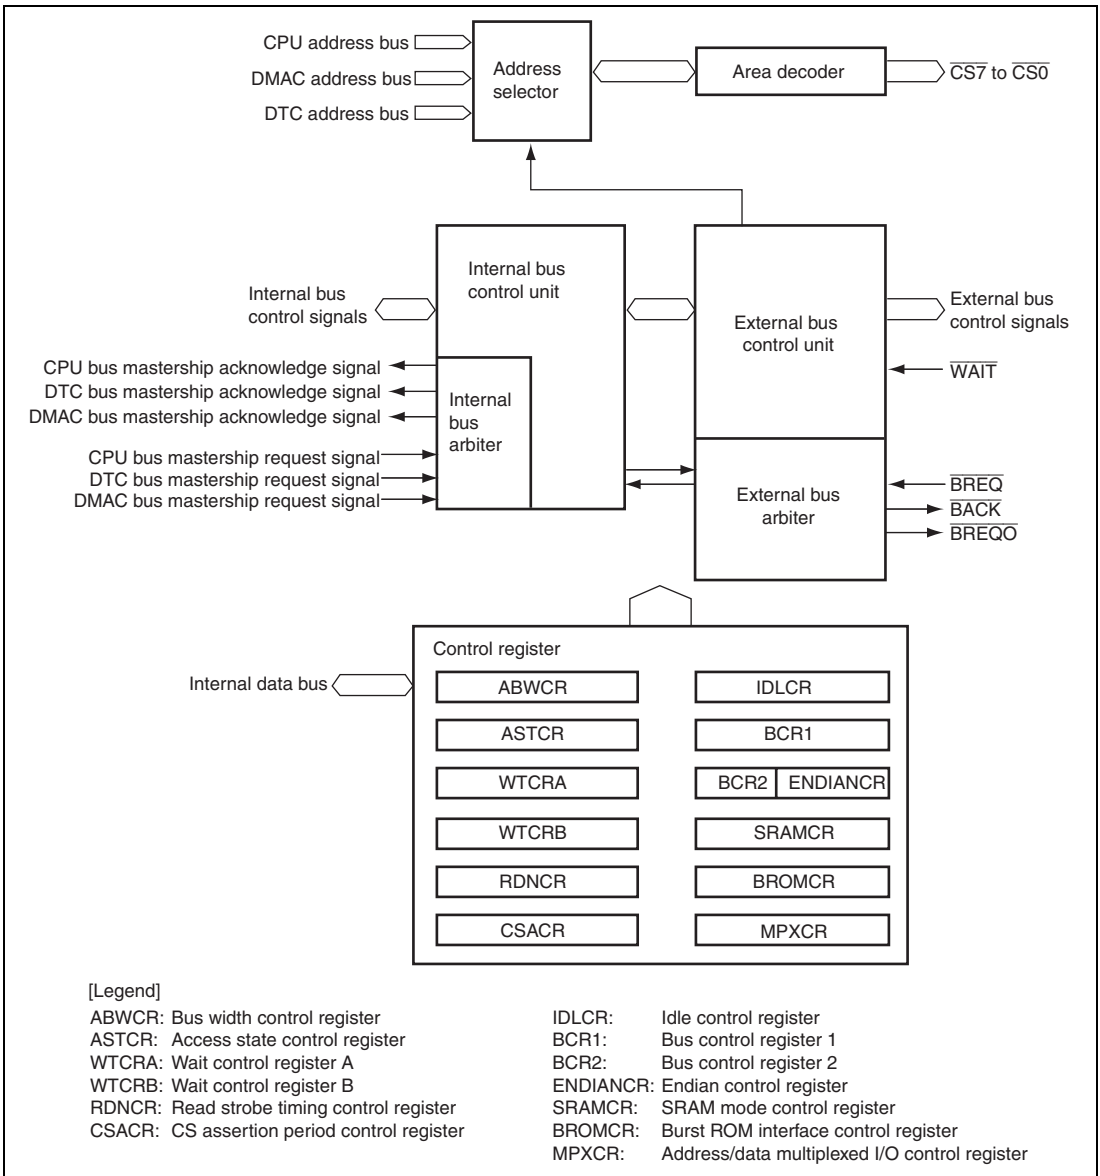 CPU address bus
DMAC address bus
DTC address bus
Address
selector
Area decoder
C̅S̅7̅ to C̅S̅0̅
Internal bus
control signals
Internal bus
control unit
External bus
control unit
External bus
control signals
W̅A̅I̅T̅
CPU bus mastership acknowledge signal
DTC bus mastership acknowledge signal
DMAC bus mastership acknowledge signal
Internal
bus
arbiter
CPU bus mastership request signal
DTC bus mastership request signal
DMAC bus mastership request signal
External bus
arbiter
B̅R̅E̅Q̅
B̅A̅C̅K̅
B̅R̅E̅Q̅O̅
Control register
Internal data bus
ABWCR
IDLCR
ASTCR
BCR1
WTCRA
BCR2 ENDIANCR
WTCRB
SRAMCR
RDNCR
BROMCR
CSACR
MPXCR
[Legend]
ABWCR: Bus width control register
ASTCR: Access state control register
WTCRA: Wait control register A
WTCRB: Wait control register B
RDNCR: Read strobe timing control register
CSACR: CS assertion period control register
IDLCR: Idle control register
BCR1: Bus control register 1
BCR2: Bus control register 2
ENDIANCR: Endian control register
SRAMCR: SRAM mode control register
BROMCR: Burst ROM interface control register
MPXCR: Address/data multiplexed I/O control register